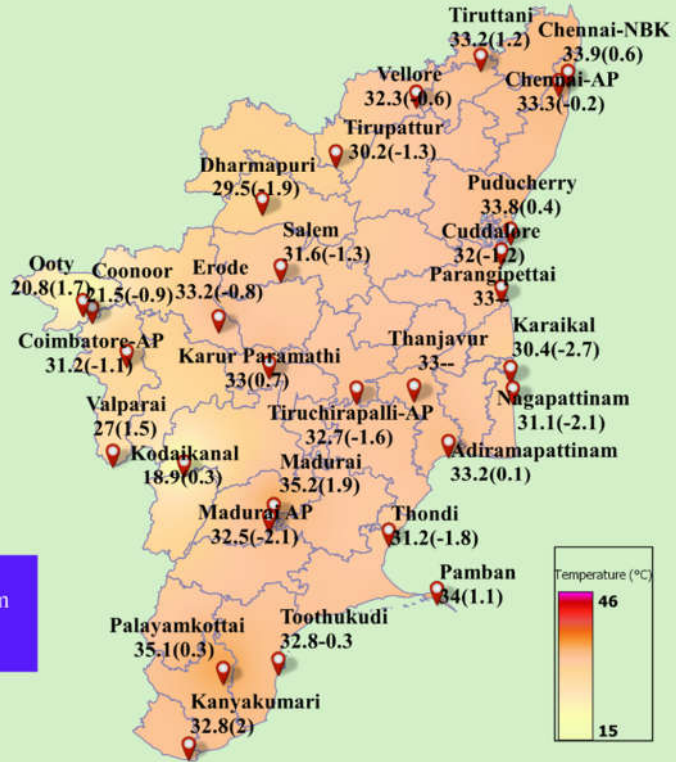 Tiruttani
33.2(1.2)
Chennai-NBK
33.9(0.6)
Vellore
32.3(-0.6)
Chennai-AP
33.3(-0.2)
Tirupattur
30.2(-1.3)
Dharmapuri
29.5(-1.9)
Puducherry
33.8(0.4)
Salem
31.6(-1.3)
Cuddalore
32(-1.2)
Ooty
20.8(1.7)
Coonoor
21.5(-0.9)
Erode
33.2(-0.8)
Parangipettai
33--
Karaikal
30.4(-2.7)
Coimbatore-AP
31.2(-1.1)
Karur Paramathi
33(0.7)
Thanjavur
33--
Nagapattinam
31.1(-2.1)
Valparai
27(1.5)
Tiruchirapalli-AP
32.7(-1.6)
Kodaikanal
18.9(0.3)
Madurai
35.2(1.9)
Adiramapattinam
33.2(0.1)
Madurai AP
32.5(-2.1)
Thondi
31.2(-1.8)
Pamban
34(1.1)
Palayamkottai
35.1(0.3)
Toothukudi
32.8-0.3
Kanyakumari
32.8(2)
m
Temperature (°C)
46
15